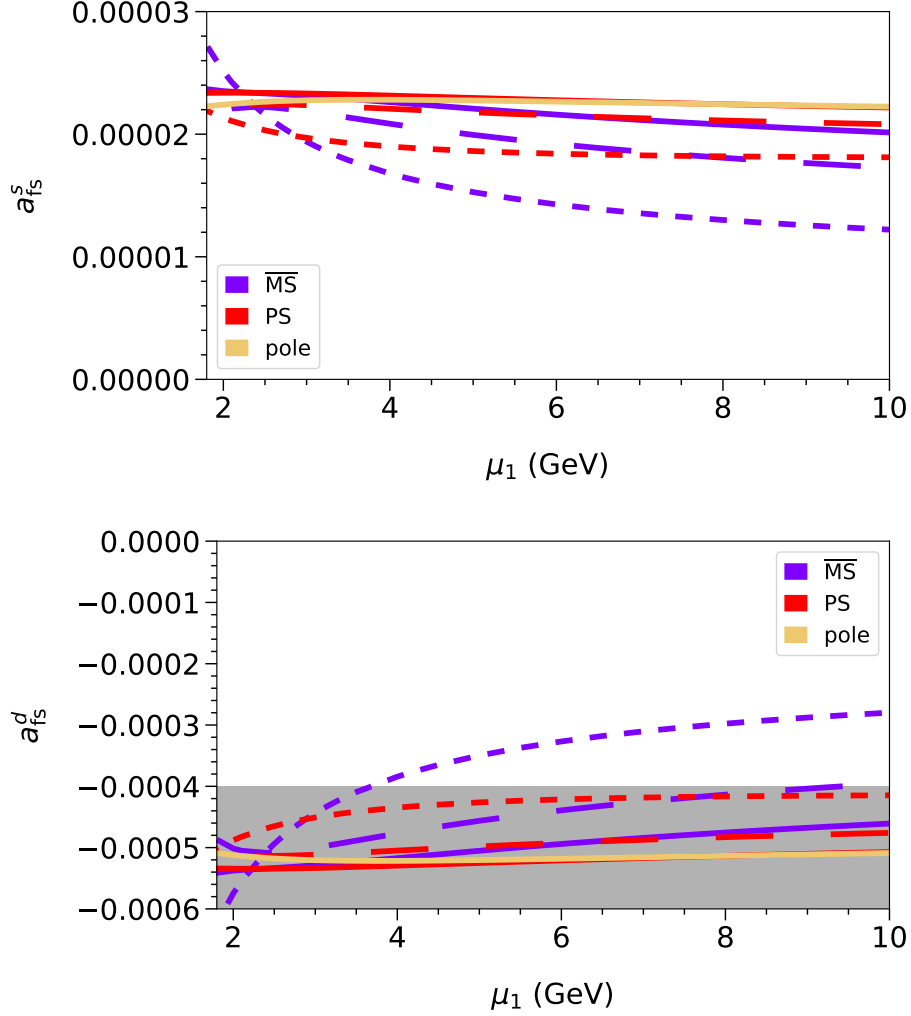 0.00003
0.00002
0.00001
0.00000
a^s_fs
M̅S̅
PS
pole
2 4 6 8 10
μ₁ (GeV)
0.0000
−0.0001
−0.0002
−0.0003
−0.0004
−0.0005
−0.0006
a^d_fs
M̅S̅
PS
pole
2 4 6 8 10
μ₁ (GeV)